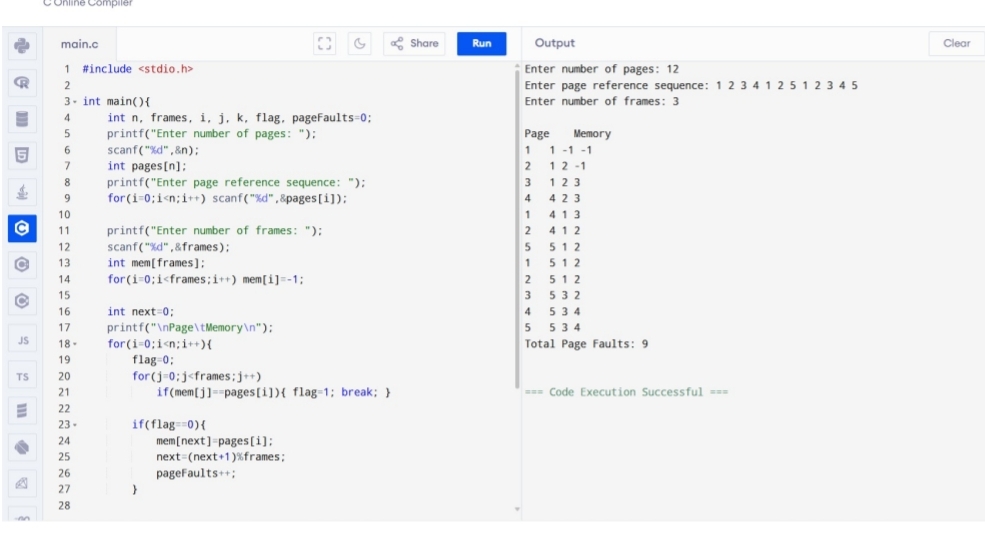 C Online Compiler
main.c
Share
Run
Output
Clear
1 #include <stdio.h>
2
3 int main(){
4 int n, frames, i, j, k, flag, pageFaults=0;
5 printf("Enter number of pages: ");
6 scanf("%d",&n);
7 int pages[n];
8 printf("Enter page reference sequence: ");
9 for(i=0;i<n;i++) scanf("%d",&pages[i]);
10
11 printf("Enter number of frames: ");
12 scanf("%d",&frames);
13 int mem[frames];
14 for(i=0;i<frames;i++) mem[i]=-1;
15
16 int next=0;
17 printf("\nPage\tMemory\n");
18 for(i=0;i<n;i++){
19 flag=0;
20 for(j=0;j<frames;j++)
21 if(mem[j]==pages[i]){ flag=1; break; }
22
23 if(flag==0){
24 mem[next]=pages[i];
25 next=(next+1)%frames;
26 pageFaults++;
27 }
28
Enter number of pages: 12
Enter page reference sequence: 1 2 3 4 1 2 5 1 2 3 4 5
Enter number of frames: 3
Page Memory
1 1 -1 -1
2 1 2 -1
3 1 2 3
4 4 2 3
1 4 1 3
2 4 1 2
5 5 1 2
1 5 1 2
2 5 1 2
3 5 3 2
4 5 3 4
5 5 3 4
Total Page Faults: 9
=== Code Execution Successful ===
JS
TS